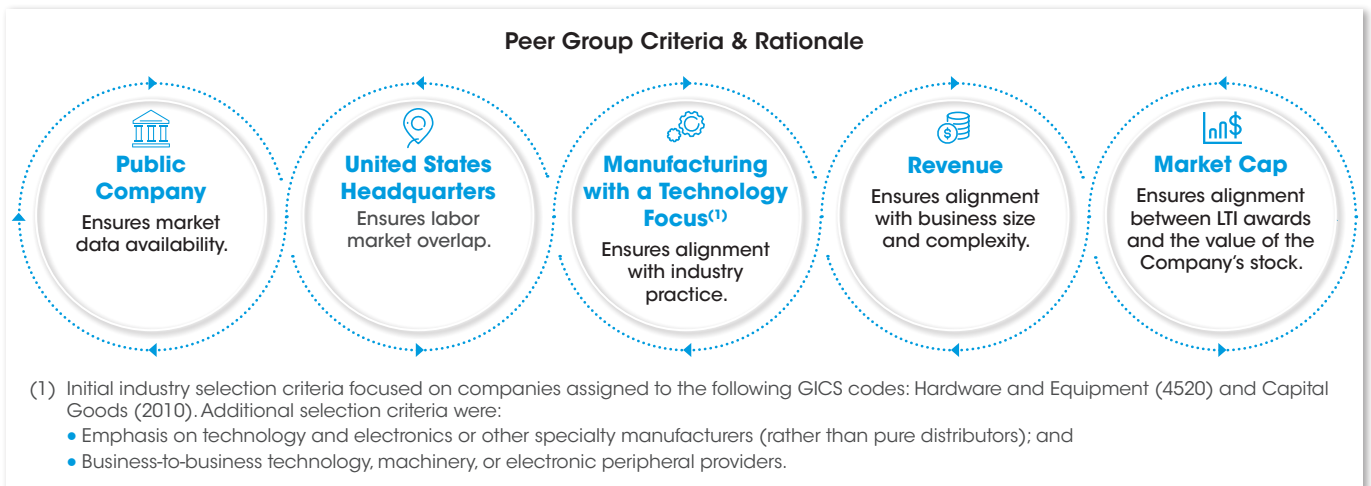 Peer Group Criteria & Rationale
Public
Company
Ensures market
data availability.
United States
Headquarters
Ensures labor
market overlap.
Manufacturing
with a Technology
Focus(1)
Ensures alignment
with industry
practice.
Revenue
Ensures alignment
with business size
and complexity.
Market Cap
Ensures alignment
between LTI awards
and the value of the
Company’s stock.
(1) Initial industry selection criteria focused on companies assigned to the following GICS codes: Hardware and Equipment (4520) and Capital
Goods (2010). Additional selection criteria were:
• Emphasis on technology and electronics or other specialty manufacturers (rather than pure distributors); and
• Business-to-business technology, machinery, or electronic peripheral providers.